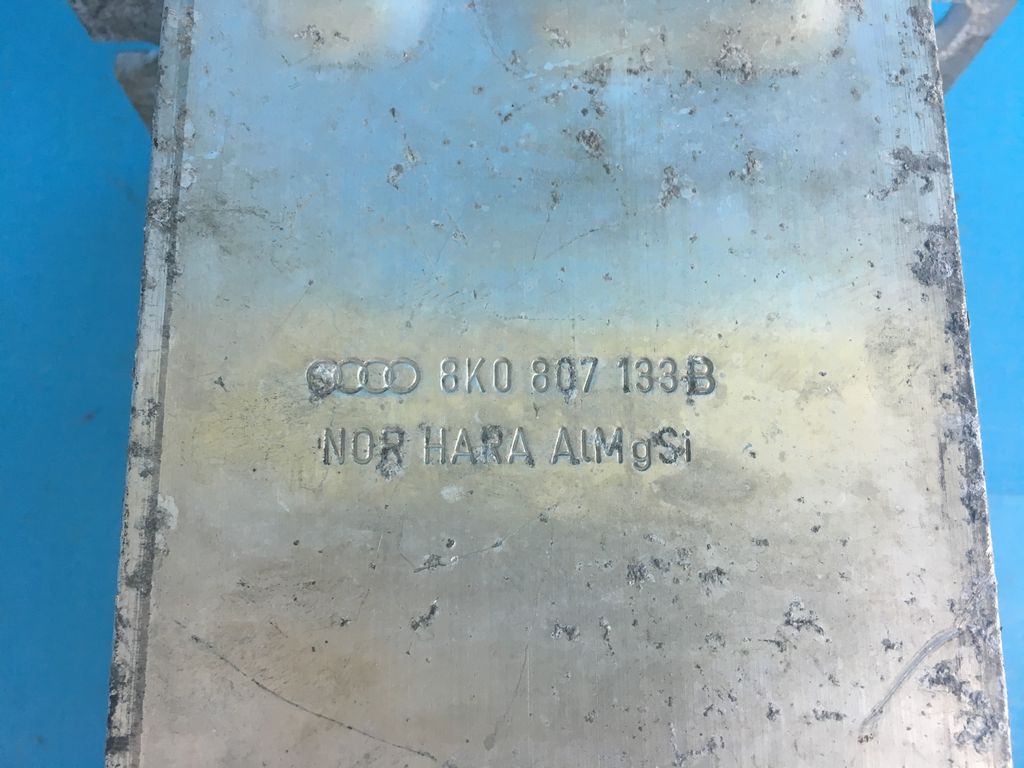 8K0 807 133 B
NOR HARA AlMgSi